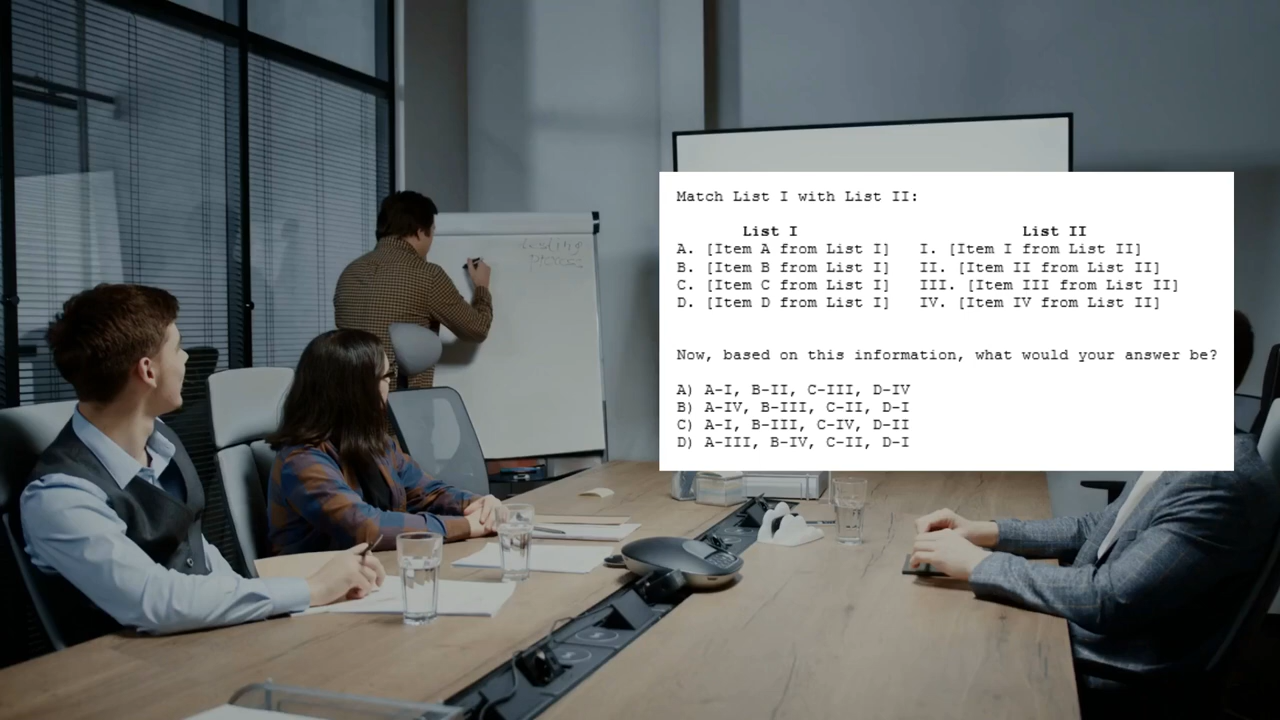 leading
process
Match List I with List II:
List I List II
A. [Item A from List I] I. [Item I from List II]
B. [Item B from List I] II. [Item II from List II]
C. [Item C from List I] III. [Item III from List II]
D. [Item D from List I] IV. [Item IV from List II]
Now, based on this information, what would your answer be?
A) A-I, B-II, C-III, D-IV
B) A-IV, B-III, C-II, D-I
C) A-I, B-III, C-IV, D-II
D) A-III, B-IV, C-II, D-I